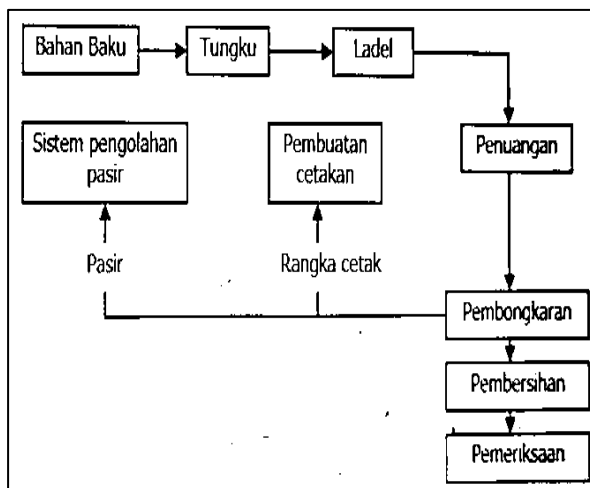 Bahan Baku
Tungku
Ladel
Sistem pengolahan
pasir
Pembuatan
cetakan
Penuangan
Pasir
Rangka cetak
Pembongkaran
Pembersihan
Pemeriksaan